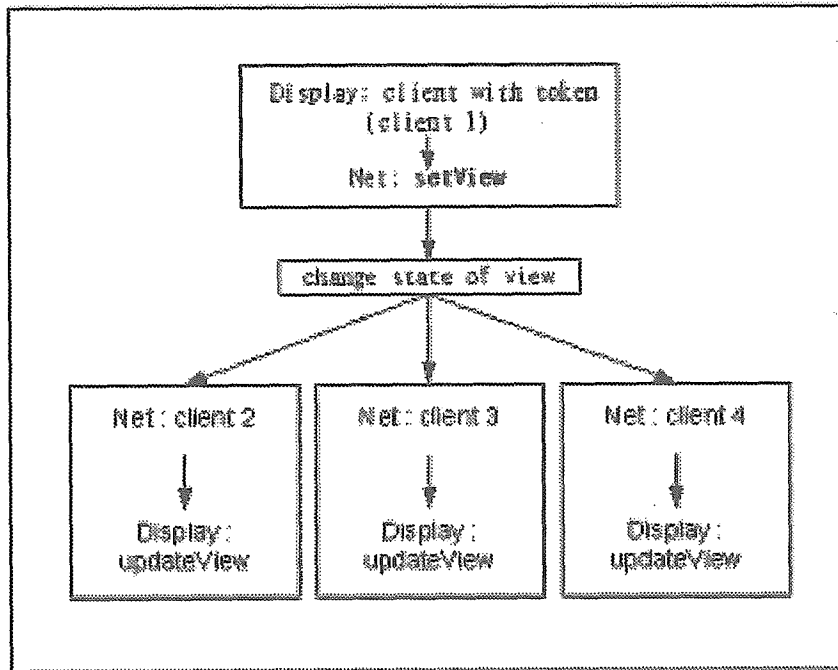 Display: client with token
(client 1)
Net: setView
change state of view
Net: client 2
Display:
updateView
Net: client 3
Display:
updateView
Net: client 4
Display:
updateView